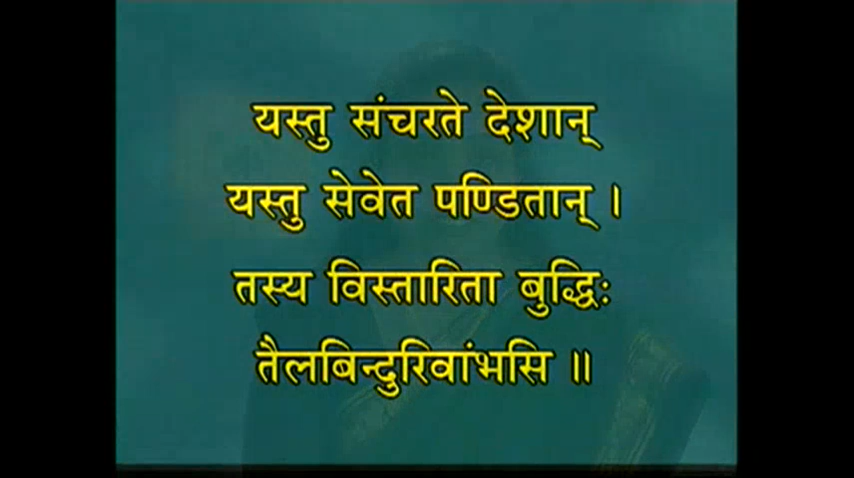 यस्तु संचरते देशान्
यस्तु सेवेत पण्डितान् ।
तस्य विस्तारिता बुद्धिः
तैलबिन्दुरिवांभसि ॥